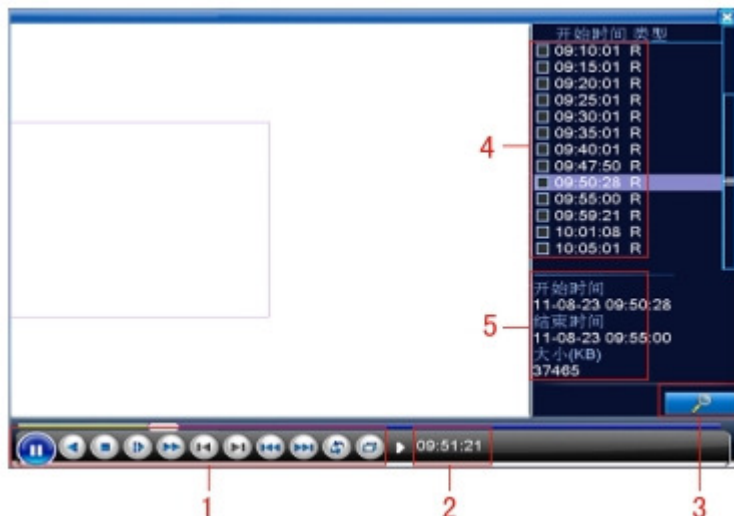 开始时间 类型
09:10:01 R
09:15:01 R
09:20:01 R
09:25:01 R
09:30:01 R
09:35:01 R
09:40:01 R
09:47:50 R
09:50:28 R
09:55:00 R
09:59:21 R
10:01:08 R
10:05:01 R
4
开始时间
11-08-23 09:50:28
结束时间
11-08-23 09:55:00
大小(KB)
37465
5
09:51:21
1
2
3